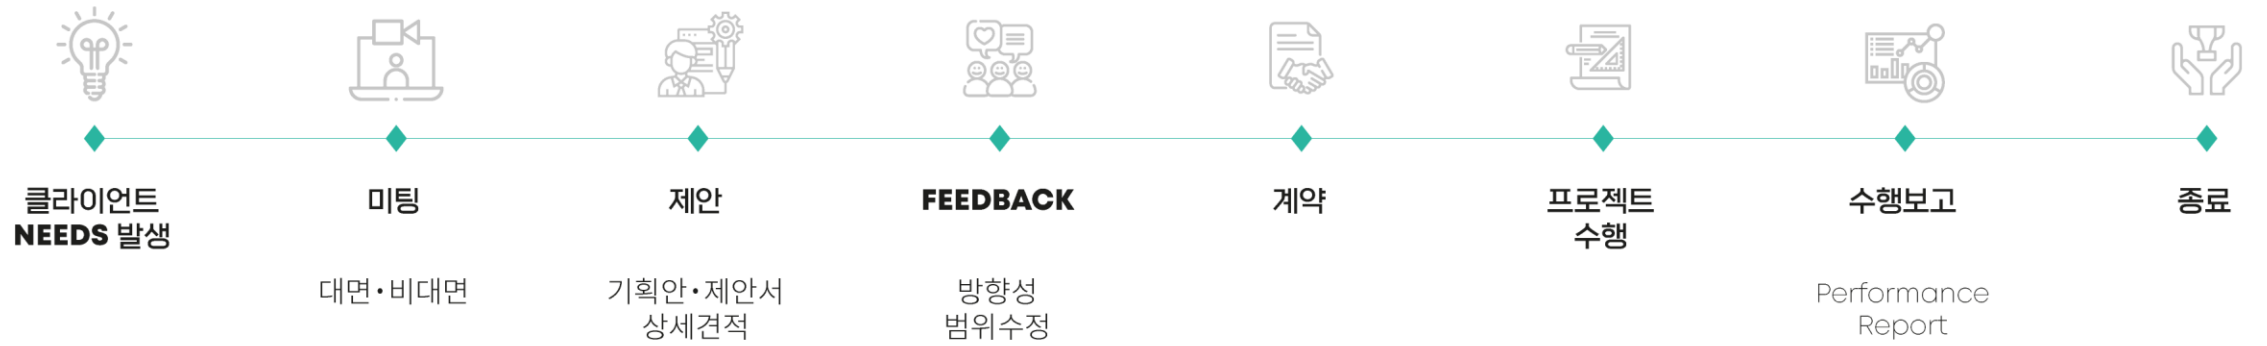 클라이언트
NEEDS 발생
미팅
대면·비대면
제안
기획안·제안서
상세견적
FEEDBACK
방향성
범위수정
계약
프로젝트
수행
수행보고
Performance
Report
종료